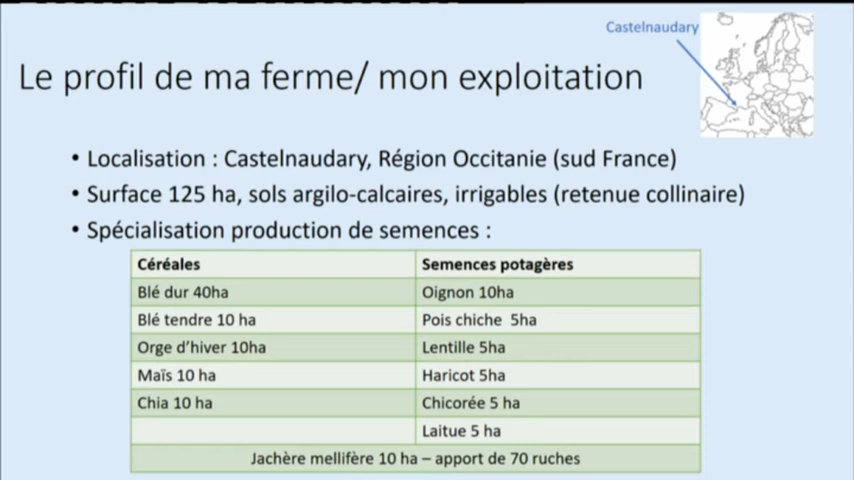 Castelnaudary
Le profil de ma ferme/ mon exploitation
• Localisation : Castelnaudary, Région Occitanie (sud France)
• Surface 125 ha, sols argilo-calcaires, irrigables (retenue collinaire)
• Spécialisation production de semences :
Céréales Semences potagères
Blé dur 40ha Oignon 10ha
Blé tendre 10 ha Pois chiche 5ha
Orge d'hiver 10ha Lentille 5ha
Maïs 10 ha Haricot 5ha
Chia 10 ha Chicorée 5 ha
Laitue 5 ha
Jachère mellifère 10 ha – apport de 70 ruches